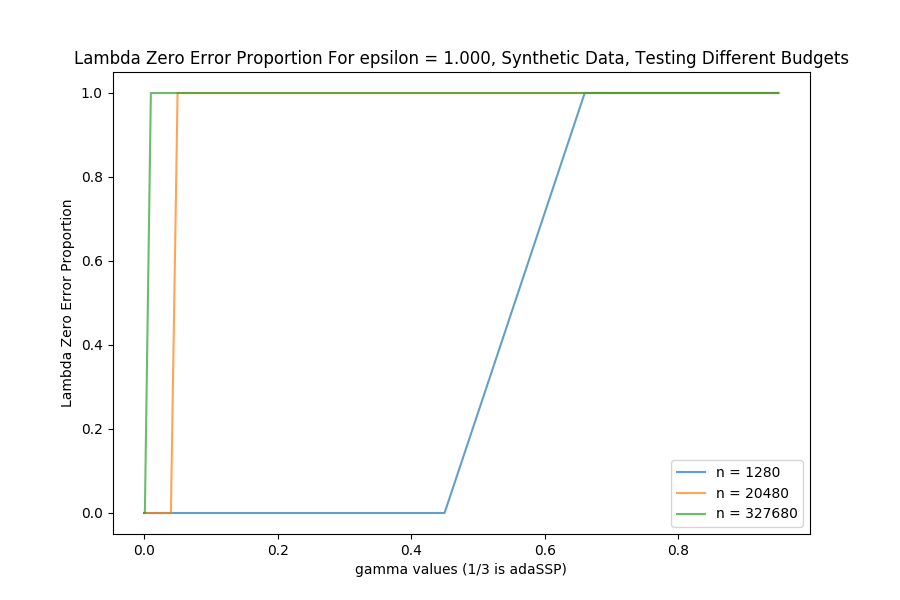 Lambda Zero Error Proportion For epsilon = 1.000, Synthetic Data, Testing Different Budgets
Lambda Zero Error Proportion
1.0
0.8
0.6
0.4
0.2
0.0
n = 1280
n = 20480
n = 327680
0.0 0.2 0.4 0.6 0.8
gamma values (1/3 is adaSSP)